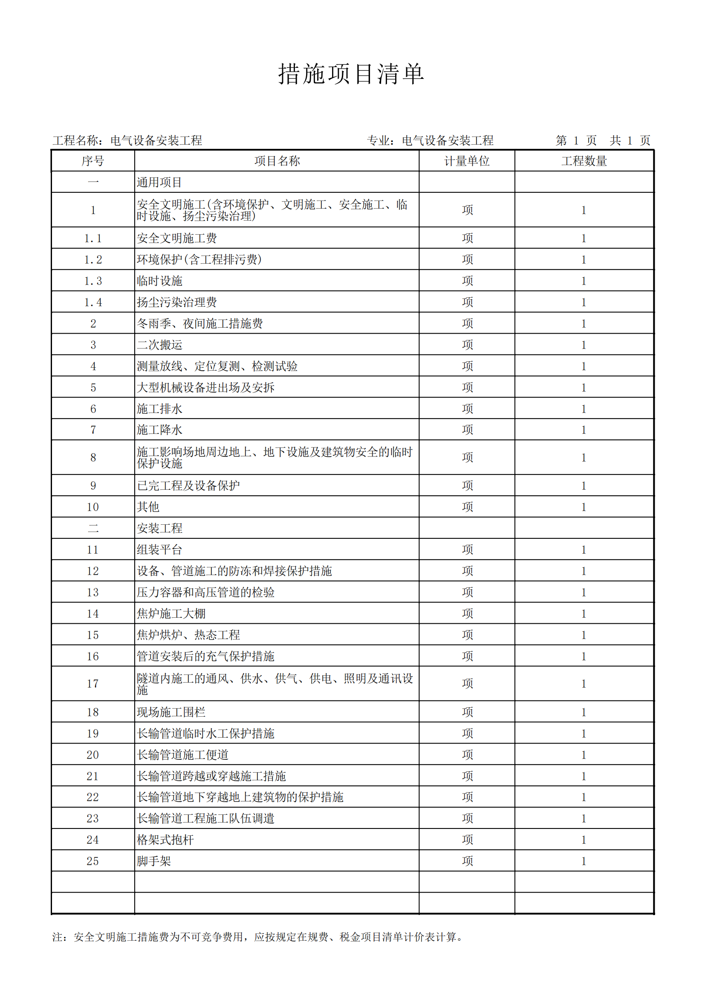 措施项目清单
工程名称：电气设备安装工程 专业：电气设备安装工程 第 1 页 共 1 页
序号 项目名称 计量单位 工程数量
一 通用项目
1 安全文明施工(含环境保护、文明施工、安全施工、临
时设施、扬尘污染治理) 项 1
1.1 安全文明施工费 项 1
1.2 环境保护(含工程排污费) 项 1
1.3 临时设施 项 1
1.4 扬尘污染治理费 项 1
2 冬雨季、夜间施工措施费 项 1
3 二次搬运 项 1
4 测量放线、定位复测、检测试验 项 1
5 大型机械设备进出场及安拆 项 1
6 施工排水 项 1
7 施工降水 项 1
8 施工影响场地周边地上、地下设施及建筑物安全的临时
保护设施 项 1
9 已完工程及设备保护 项 1
10 其他 项 1
二 安装工程
11 组装平台 项 1
12 设备、管道施工的防冻和焊接保护措施 项 1
13 压力容器和高压管道的检验 项 1
14 焦炉施工大棚 项 1
15 焦炉烘炉、热态工程 项 1
16 管道安装后的充气保护措施 项 1
17 隧道内施工的通风、供水、供气、供电、照明及通讯设
施 项 1
18 现场施工围栏 项 1
19 长输管道临时水工保护措施 项 1
20 长输管道施工便道 项 1
21 长输管道跨越或穿越施工措施 项 1
22 长输管道地下穿越地上建筑物的保护措施 项 1
23 长输管道工程施工队伍调遣 项 1
24 格架式抱杆 项 1
25 脚手架 项 1
注：安全文明施工措施费为不可竞争费用，应按规定在规费、税金项目清单计价表计算。